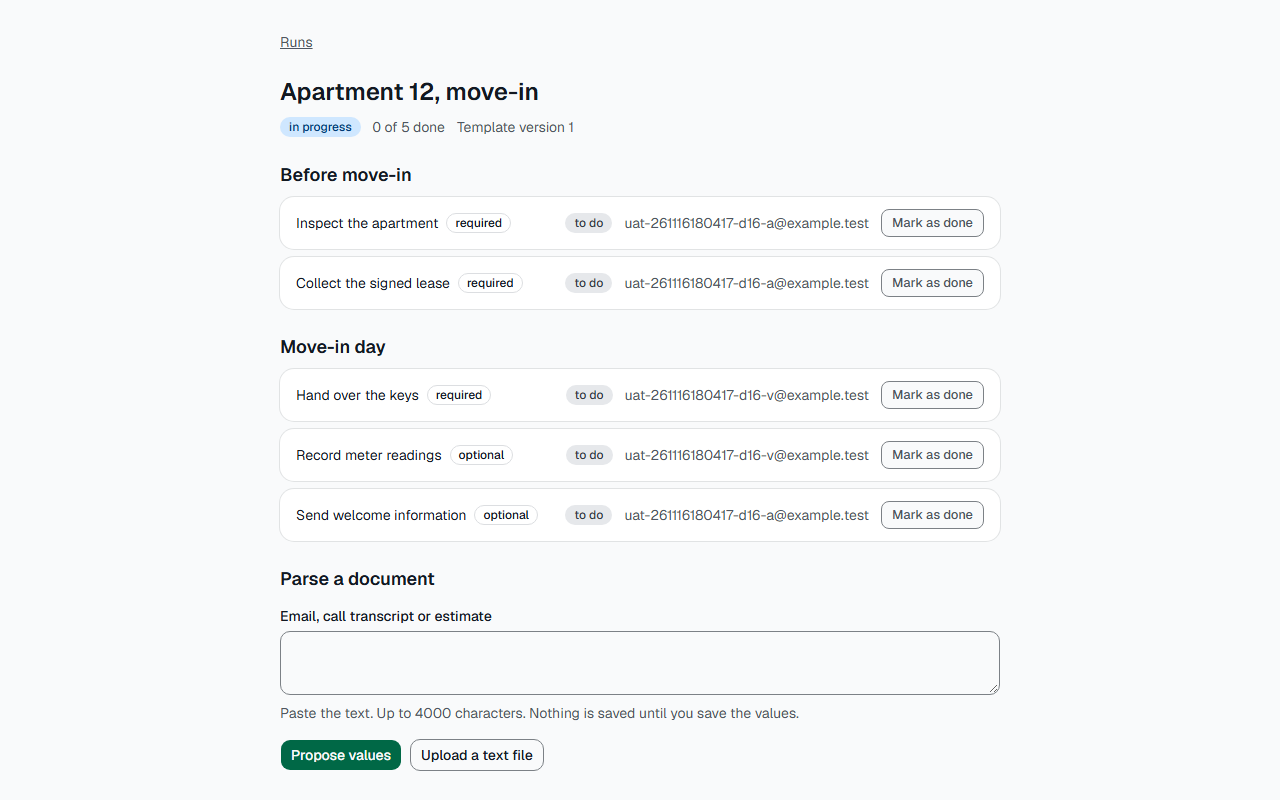 Runs
Apartment 12, move-in
in progress 0 of 5 done Template version 1
Before move-in
Inspect the apartment required to do uat-261116180417-d16-a@example.test Mark as done
Collect the signed lease required to do uat-261116180417-d16-a@example.test Mark as done
Move-in day
Hand over the keys required to do uat-261116180417-d16-v@example.test Mark as done
Record meter readings optional to do uat-261116180417-d16-v@example.test Mark as done
Send welcome information optional to do uat-261116180417-d16-a@example.test Mark as done
Parse a document
Email, call transcript or estimate
Paste the text. Up to 4000 characters. Nothing is saved until you save the values.
Propose values Upload a text file